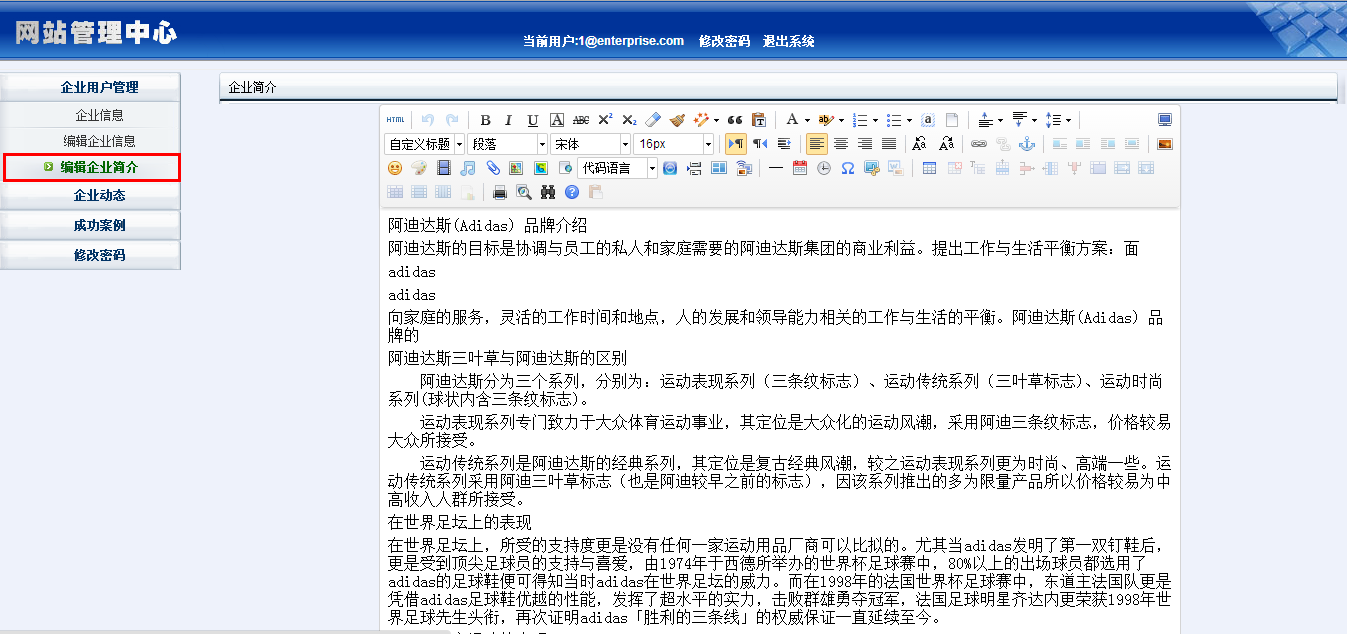 网站管理中心
当前用户:1@enterprise.com 修改密码 退出系统
企业用户管理
企业信息
编辑企业信息
编辑企业简介
企业动态
成功案例
修改密码
企业简介
HTML B I U A ABC X² X₂ A ab
自定义标题 段落 宋体 16px
代码语言
阿迪达斯(Adidas) 品牌介绍
阿迪达斯的目标是协调与员工的私人和家庭需要的阿迪达斯集团的商业利益。提出工作与生活平衡方案：面
adidas
adidas
向家庭的服务，灵活的工作时间和地点，人的发展和领导能力相关的工作与生活的平衡。阿迪达斯(Adidas) 品
牌的
阿迪达斯三叶草与阿迪达斯的区别
阿迪达斯分为三个系列，分别为：运动表现系列（三条纹标志）、运动传统系列（三叶草标志)、运动时尚
系列(球状内含三条纹标志)。
运动表现系列专门致力于大众体育运动事业，其定位是大众化的运动风潮，采用阿迪三条纹标志，价格较易
大众所接受。
运动传统系列是阿迪达斯的经典系列，其定位是复古经典风潮，较之运动表现系列更为时尚、高端一些。运
动传统系列采用阿迪三叶草标志（也是阿迪较早之前的标志），因该系列推出的多为限量产品所以价格较易为中
高收入人群所接受。
在世界足坛上的表现
在世界足坛上，所受的支持度更是没有任何一家运动用品厂商可以比拟的。尤其当adidas发明了第一双钉鞋后，
更是受到顶尖足球员的支持与喜爱，由1974年于西德所举办的世界杯足球赛中，80%以上的出场球员都选用了
adidas的足球鞋便可得知当时adidas在世界足坛的威力。而在1998年的法国世界杯足球赛中，东道主法国队更是
凭借adidas足球鞋优越的性能，发挥了超水平的实力，击败群雄勇夺冠军，法国足球明星齐达内更荣获1998年世
界足球先生头衔，再次证明adidas「胜利的三条线」的权威保证一直延续至今。